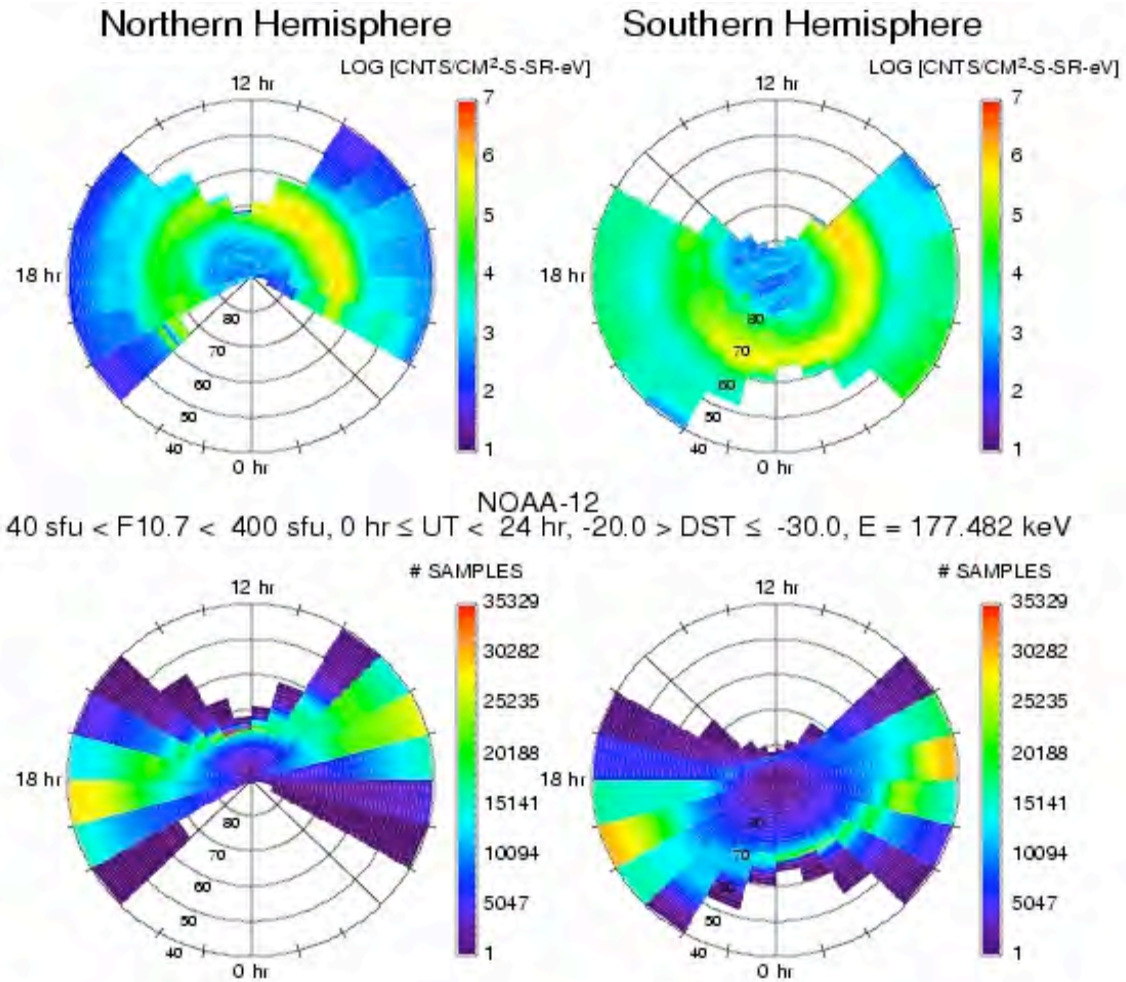 Northern Hemisphere
Southern Hemisphere
LOG [CNTS/CM²-S-SR-eV]
LOG [CNTS/CM²-S-SR-eV]
12 hr
7
6
5
4
3
2
1
18 hr
80
70
60
50
40
0 hr
12 hr
7
6
5
4
3
2
1
18 hr
80
70
60
50
40
0 hr
NOAA-12
40 sfu < F10.7 < 400 sfu, 0 hr ≤ UT < 24 hr, -20.0 > DST ≤ -30.0, E = 177.482 keV
# SAMPLES
# SAMPLES
12 hr
35329
30282
25235
20188
15141
10094
5047
1
18 hr
80
70
60
50
40
0 hr
12 hr
35329
30282
25235
20188
15141
10094
5047
1
18 hr
80
70
60
50
40
0 hr